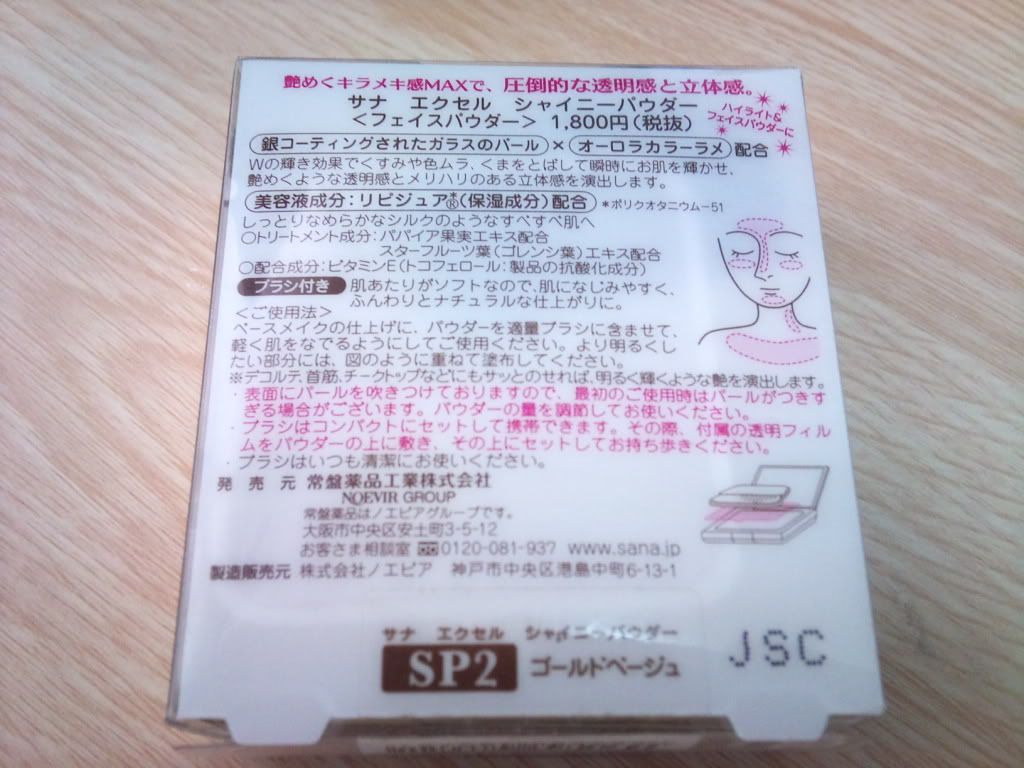 艶めくキラメキ感MAXで、圧倒的な透明感と立体感。
サナ エクセル シャイニーパウダー
＜フェイスパウダー＞ 1,800円(税抜)
ハイライト&
フェイスパウダーに
銀コーティングされたガラスのパール × オーロラカラーラメ 配合
Wの輝き効果でくすみや色ムラ、くまをとばして瞬時にお肌を輝かせ、
艶めくような透明感とメリハリのある立体感を演出します。
美容液成分：リピジュア*®(保湿成分)配合 *ポリクオタニウム-51
しっとりなめらかなシルクのようなすべすべ肌へ
○トリートメント成分：パパイア果実エキス配合
スターフルーツ葉(ゴレンシ葉)エキス配合
○配合成分：ビタミンE(トコフェロール：製品の抗酸化成分)
ブラシ付き 肌あたりがソフトなので、肌になじみやすく、
ふんわりとナチュラルな仕上がりに。
＜ご使用法＞
ベースメイクの仕上げに、パウダーを適量ブラシに含ませて、
軽く肌をなでるようにしてご使用ください。より明るくし
たい部分には、図のように重ねて塗布してください。
※デコルテ、首筋、チークトップなどにもサッとのせれば、明るく輝くような艶を演出します。
・表面にパールを吹きつけておりますので、最初のご使用時はパールがつきす
ぎる場合がございます。パウダーの量を調節してお使いください。
・ブラシはコンパクトにセットして携帯できます。その際、付属の透明フィル
ムをパウダーの上に敷き、その上にセットしてお持ち歩きください。
・ブラシはいつも清潔にお使いください。
発売元 常盤薬品工業株式会社
NOEVIR GROUP
常盤薬品はノエビアグループです。
大阪市中央区安土町3-5-12
お客さま相談室 0120-081-937 www.sana.jp
製造販売元 株式会社ノエビア 神戸市中央区港島中町6-13-1
サナ エクセル シャイニーパウダー
SP2 ゴールドベージュ
JSC